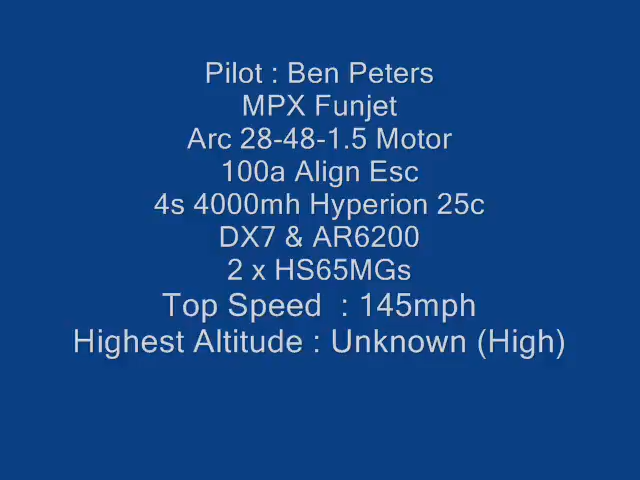 Pilot : Ben Peters
MPX Funjet
Arc 28-48-1.5 Motor
100a Align Esc
4s 4000mh Hyperion 25c
DX7 & AR6200
2 x HS65MGs
Top Speed  : 145mph
Highest Altitude : Unknown (High)